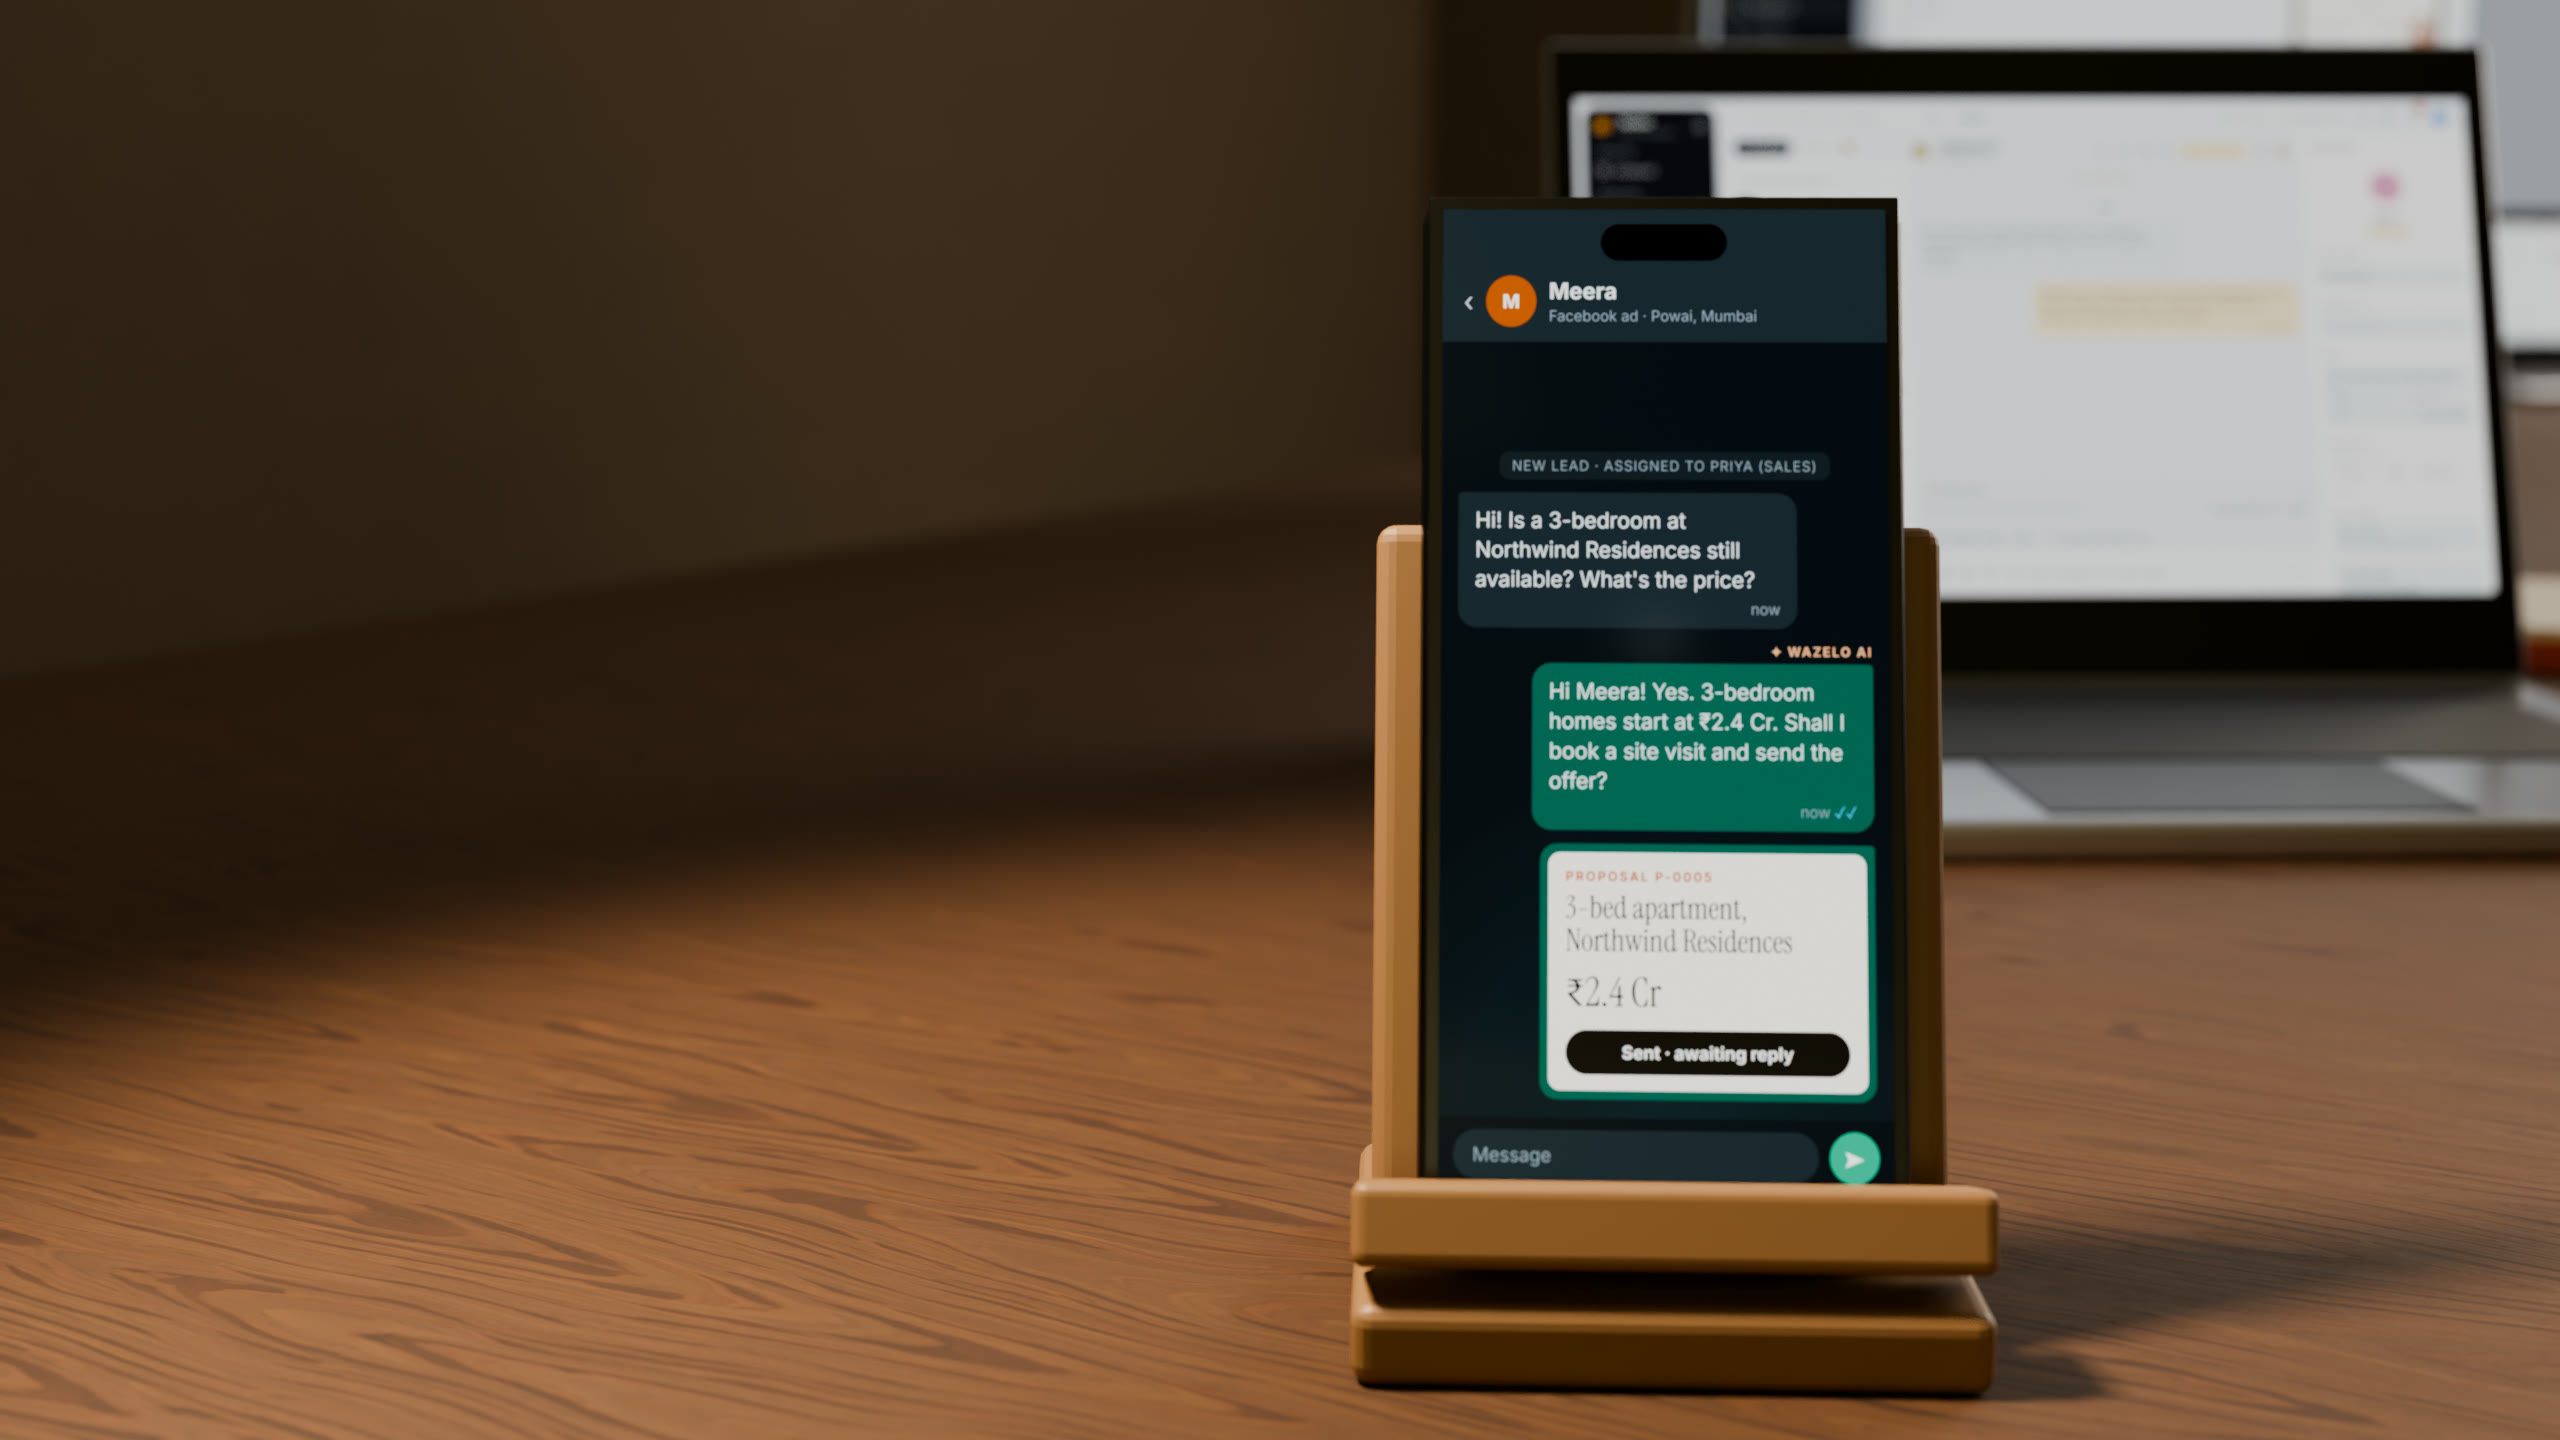 Meera
Facebook ad · Powai, Mumbai
NEW LEAD · ASSIGNED TO PRIYA (SALES)
Hi! Is a 3-bedroom at
Northwind Residences still
available? What's the price?
now
✦ WAZELO AI
Hi Meera! Yes. 3-bedroom
homes start at ₹2.4 Cr. Shall I
book a site visit and send the
offer?
now ✓✓
PROPOSAL P-0005
3-bed apartment,
Northwind Residences
₹2.4 Cr
Sent · awaiting reply
Message
M